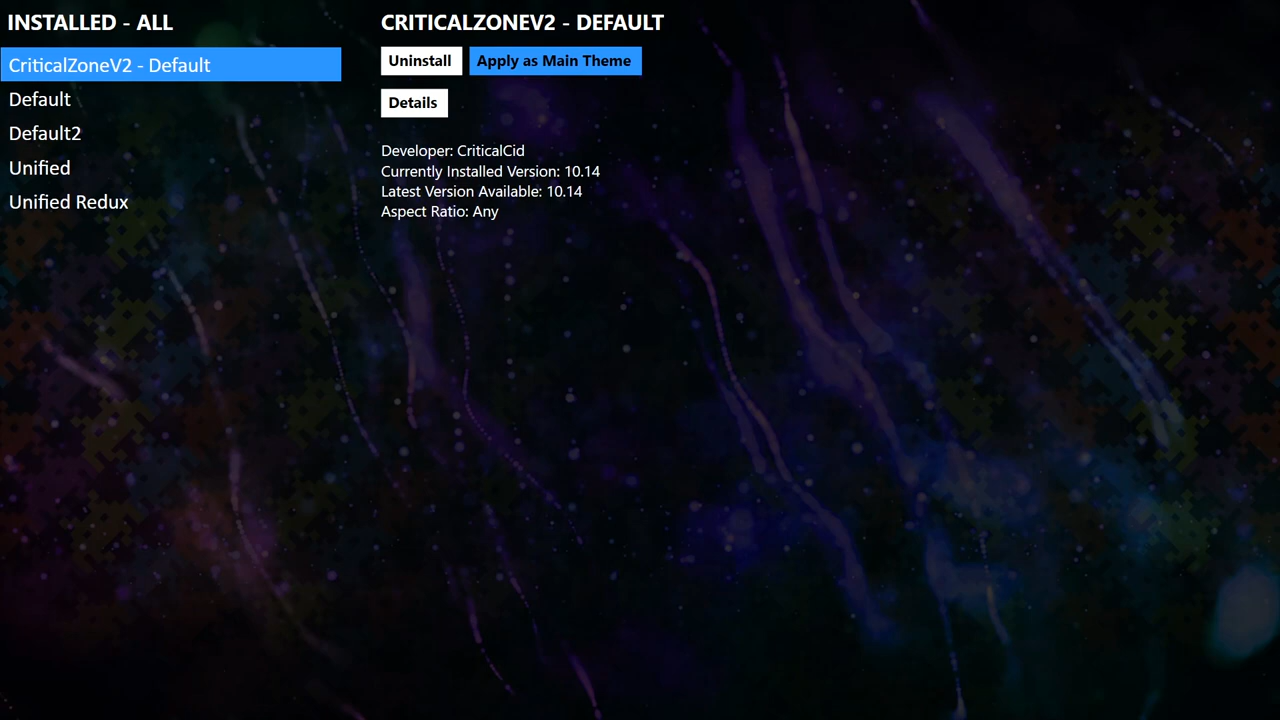 INSTALLED - ALL
CriticalZoneV2 - Default
Default
Default2
Unified
Unified Redux
CRITICALZONEV2 - DEFAULT
Uninstall Apply as Main Theme
Details
Developer: CriticalCid
Currently Installed Version: 10.14
Latest Version Available: 10.14
Aspect Ratio: Any